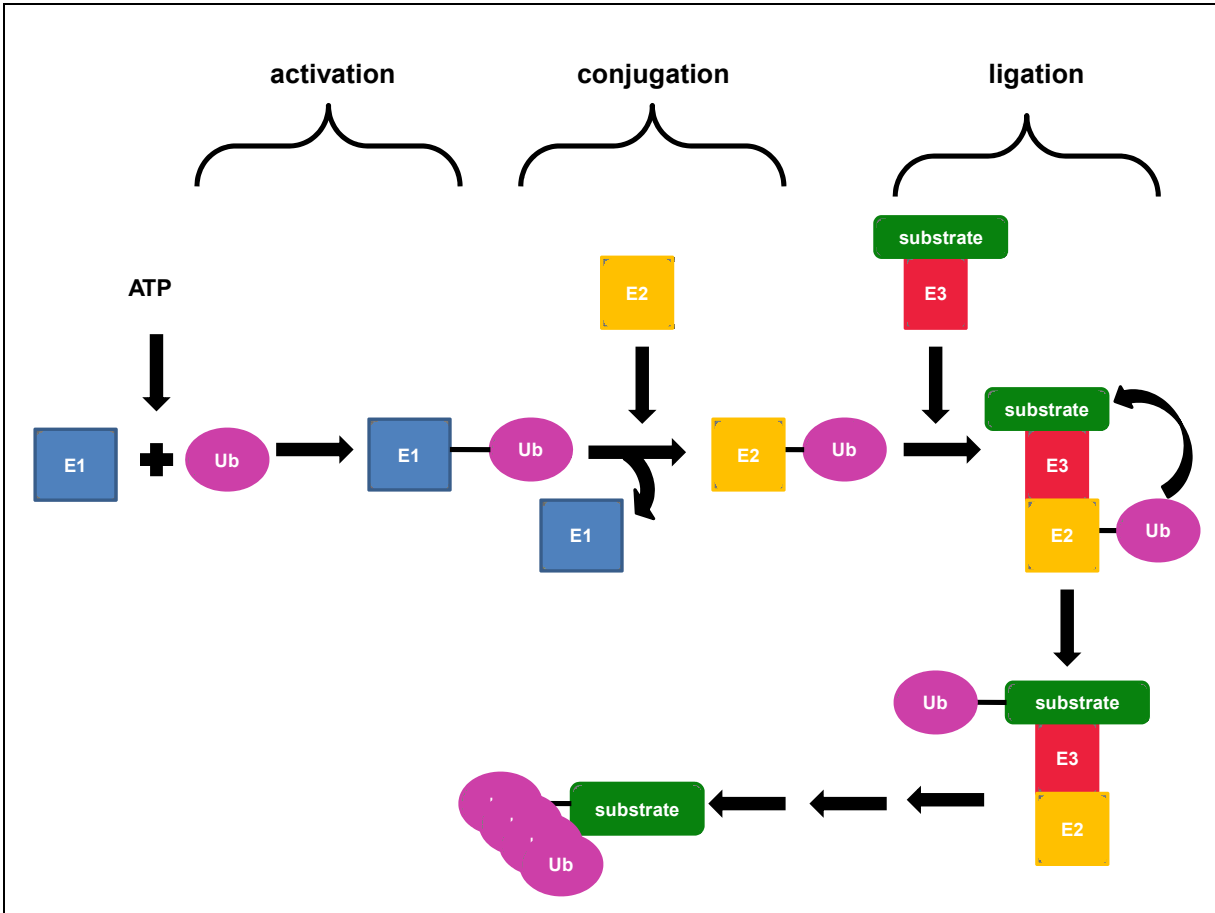 activation
conjugation
ligation
substrate
E3
E2
ATP
E1
Ub
E1
Ub
E1
E2
Ub
substrate
E3
E2
Ub
Ub
substrate
E3
E2
substrate
Ub